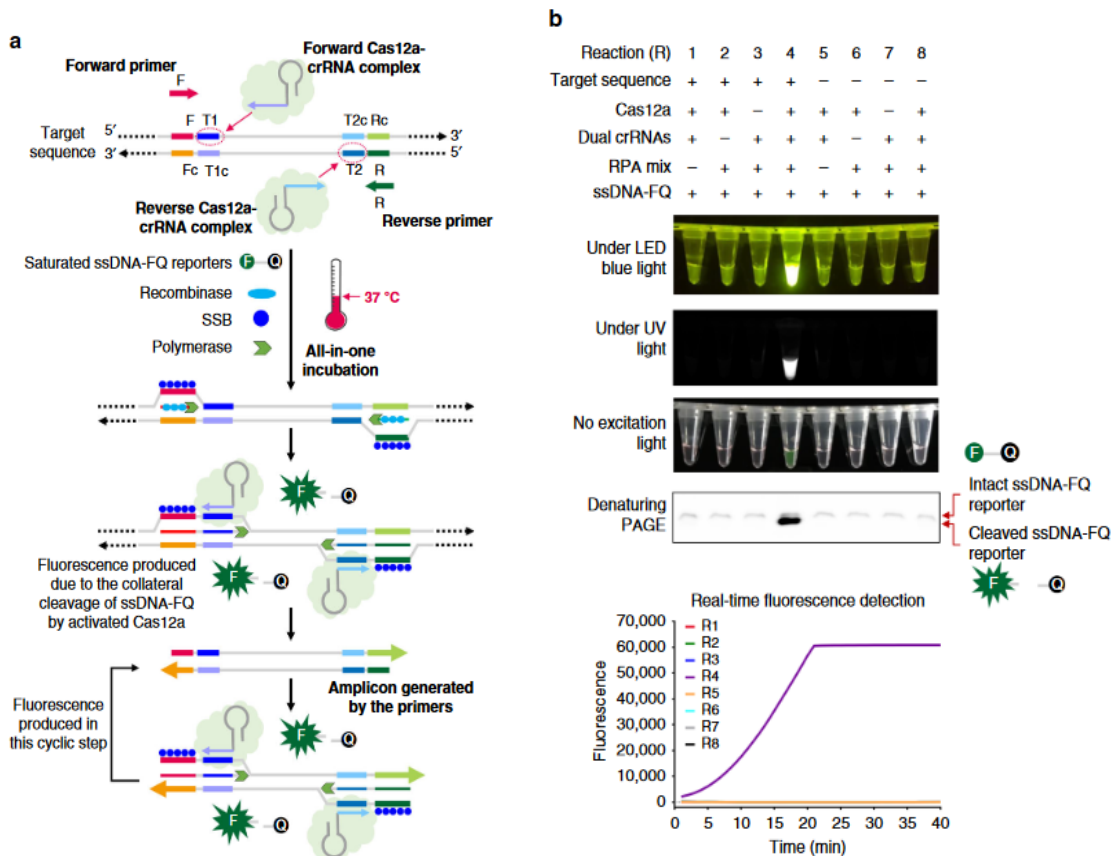 a
Forward Cas12a-
crRNA complex
Forward primer
F
F T1 T2c Rc
Target
sequence
5′ 3′
3′ 5′
Fc T1c T2 R
R
Reverse Cas12a-
crRNA complex
Reverse primer
Saturated ssDNA-FQ reporters F Q
Recombinase
SSB
Polymerase
37 °C
All-in-one
incubation
F Q
Fluorescence produced
due to the collateral
cleavage of ssDNA-FQ
by activated Cas12a
F Q
Amplicon generated
by the primers
Fluorescence
produced in
this cyclic step
F Q
F Q
b
Reaction (R) 1 2 3 4 5 6 7 8
Target sequence + + + + – – – –
Cas12a + + – + + + – +
Dual crRNAs + – + + + – + +
RPA mix – + + + – + + +
ssDNA-FQ + + + + + + + +
Under LED
blue light
Under UV
light
No excitation
light
Denaturing
PAGE
F Q
Intact ssDNA-FQ
reporter
Cleaved ssDNA-FQ
reporter
F Q
Real-time fluorescence detection
Fluorescence
70,000
60,000
50,000
40,000
30,000
20,000
10,000
0
R1
R2
R3
R4
R5
R6
R7
R8
0 5 10 15 20 25 30 35 40
Time (min)